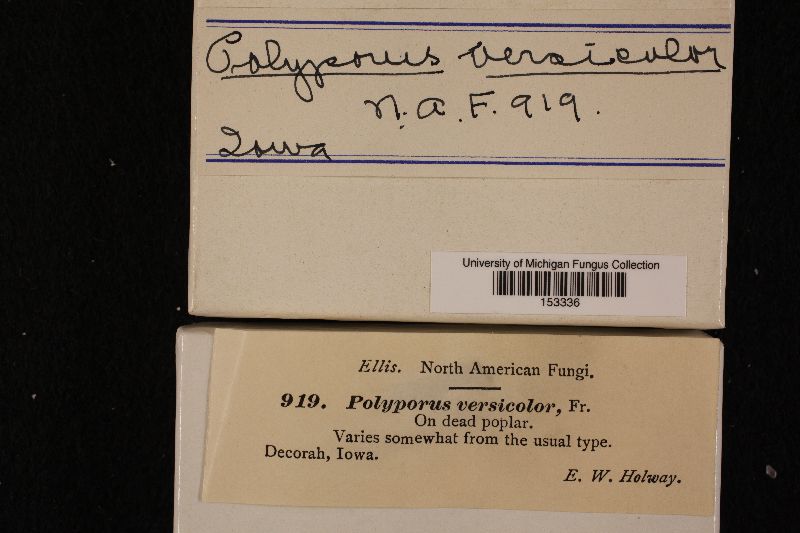 Polyporus versicolor
N.A.F. 919.
Iowa
University of Michigan Fungus Collection
153336
Ellis. North American Fungi.
919. Polyporus versicolor, Fr.
On dead poplar.
Varies somewhat from the usual type.
Decorah, Iowa.
E. W. Holway.